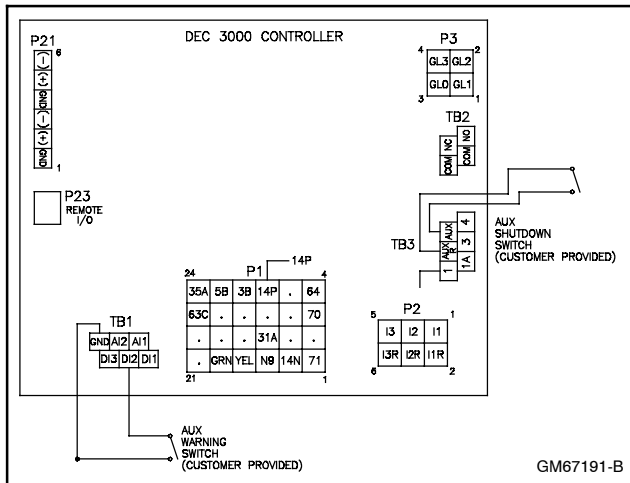 P21
6
(-)
(+)
GND
(-)
(+)
GND
1
DEC 3000 CONTROLLER
P3
4 2
GL3 GL2
GL0 GL1
3 1
TB2
COM NC
COM NO
P23
REMOTE
I/O
TB3
AUX 4
AUX R 3
1 1A
AUX
SHUTDOWN
SWITCH
(CUSTOMER PROVIDED)
14P
24 P1 4
35A 5B 3B 14P . 64
63C . . . . 70
. . . 31A . .
. GRN YEL N9 14N 71
21 1
P2
5 1
I3 I2 I1
I3R I2R I1R
6 2
TB1
GND AI2 AI1
DI3 DI2 DI1
AUX
WARNING
SWITCH
(CUSTOMER PROVIDED)
GM67191-B